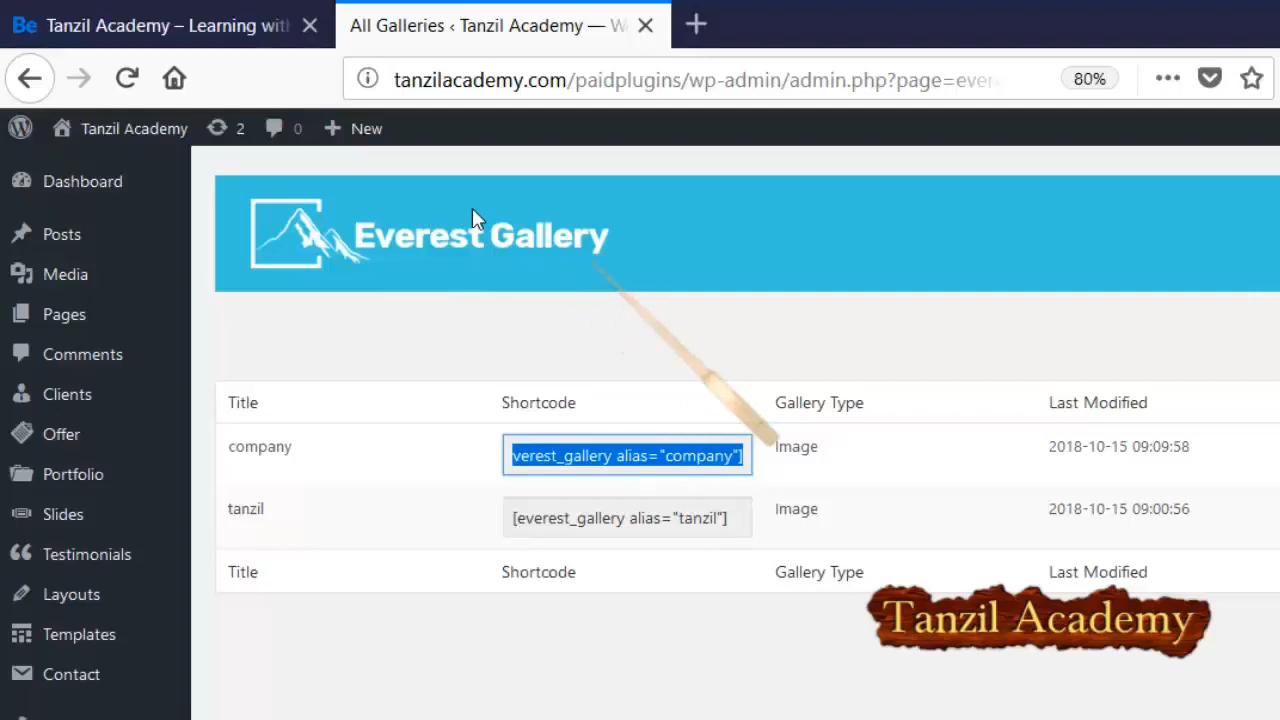 Be Tanzil Academy – Learning with
All Galleries ‹ Tanzil Academy — W
tanzilacademy.com/paidplugins/wp-admin/admin.php?page=ever
80%
Tanzil Academy 2 0 New
Dashboard
Posts
Media
Pages
Comments
Clients
Offer
Portfolio
Slides
Testimonials
Layouts
Templates
Contact
Everest Gallery
Title Shortcode Gallery Type Last Modified
company verest_gallery alias="company"] Image 2018-10-15 09:09:58
tanzil [everest_gallery alias="tanzil"] Image 2018-10-15 09:00:56
Title Shortcode Gallery Type Last Modified
Tanzil Academy